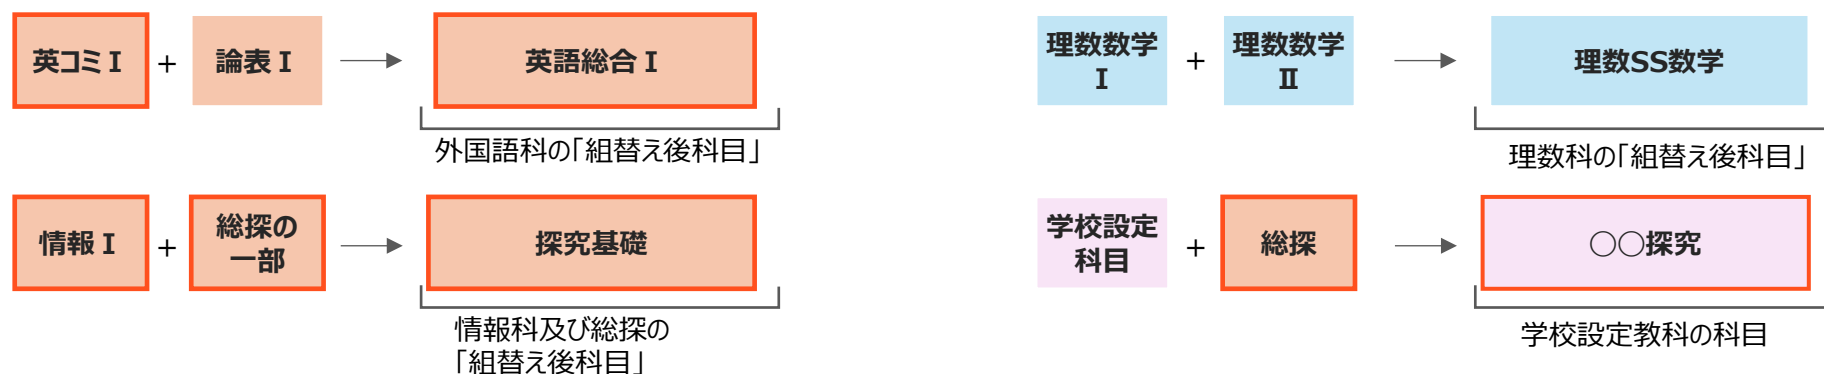 英コミⅠ + 論表Ⅰ → 英語総合Ⅰ
外国語科の「組替え後科目」
情報Ⅰ + 総探の
一部 → 探究基礎
情報科及び総探の
「組替え後科目」
理数数学
Ⅰ + 理数数学
Ⅱ → 理数SS数学
理数科の「組替え後科目」
学校設定
科目 + 総探 → ○○探究
学校設定教科の科目